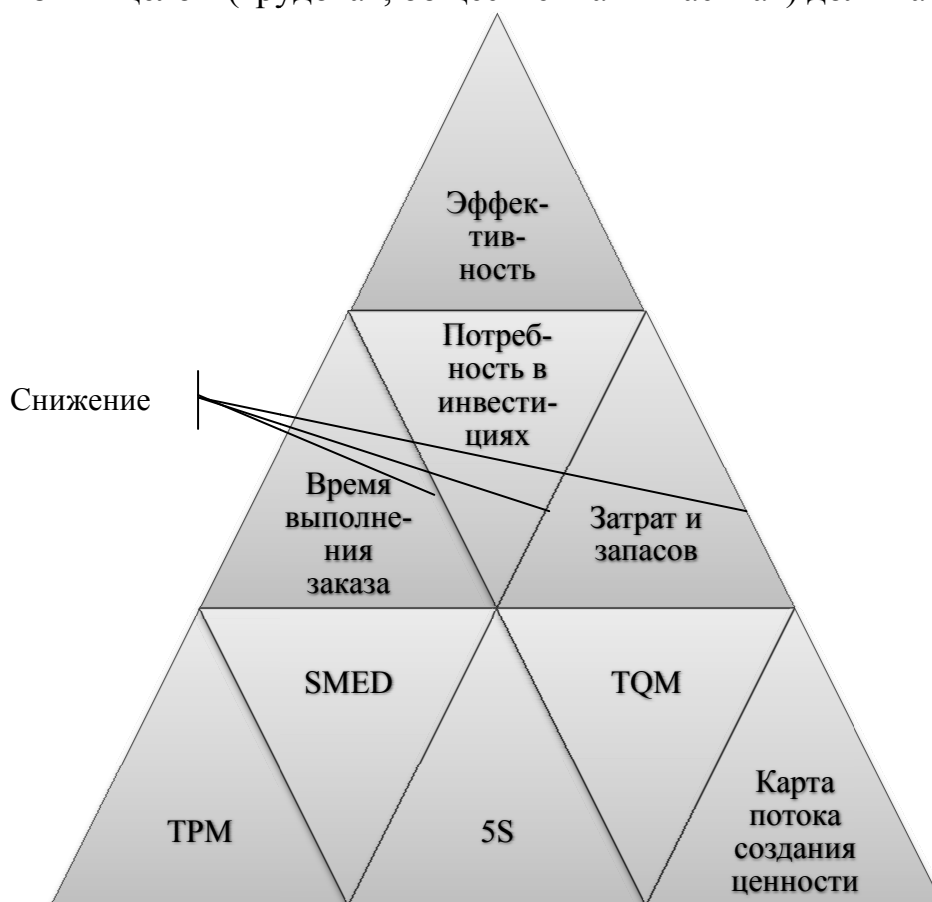 Эффек-
тив-
ность
Потреб-
ность в
инвести-
циях
Снижение
Время
выполне-
ния
заказа
Затрат и
запасов
SMED
TQM
TPM
5S
Карта
потока
создания
ценности